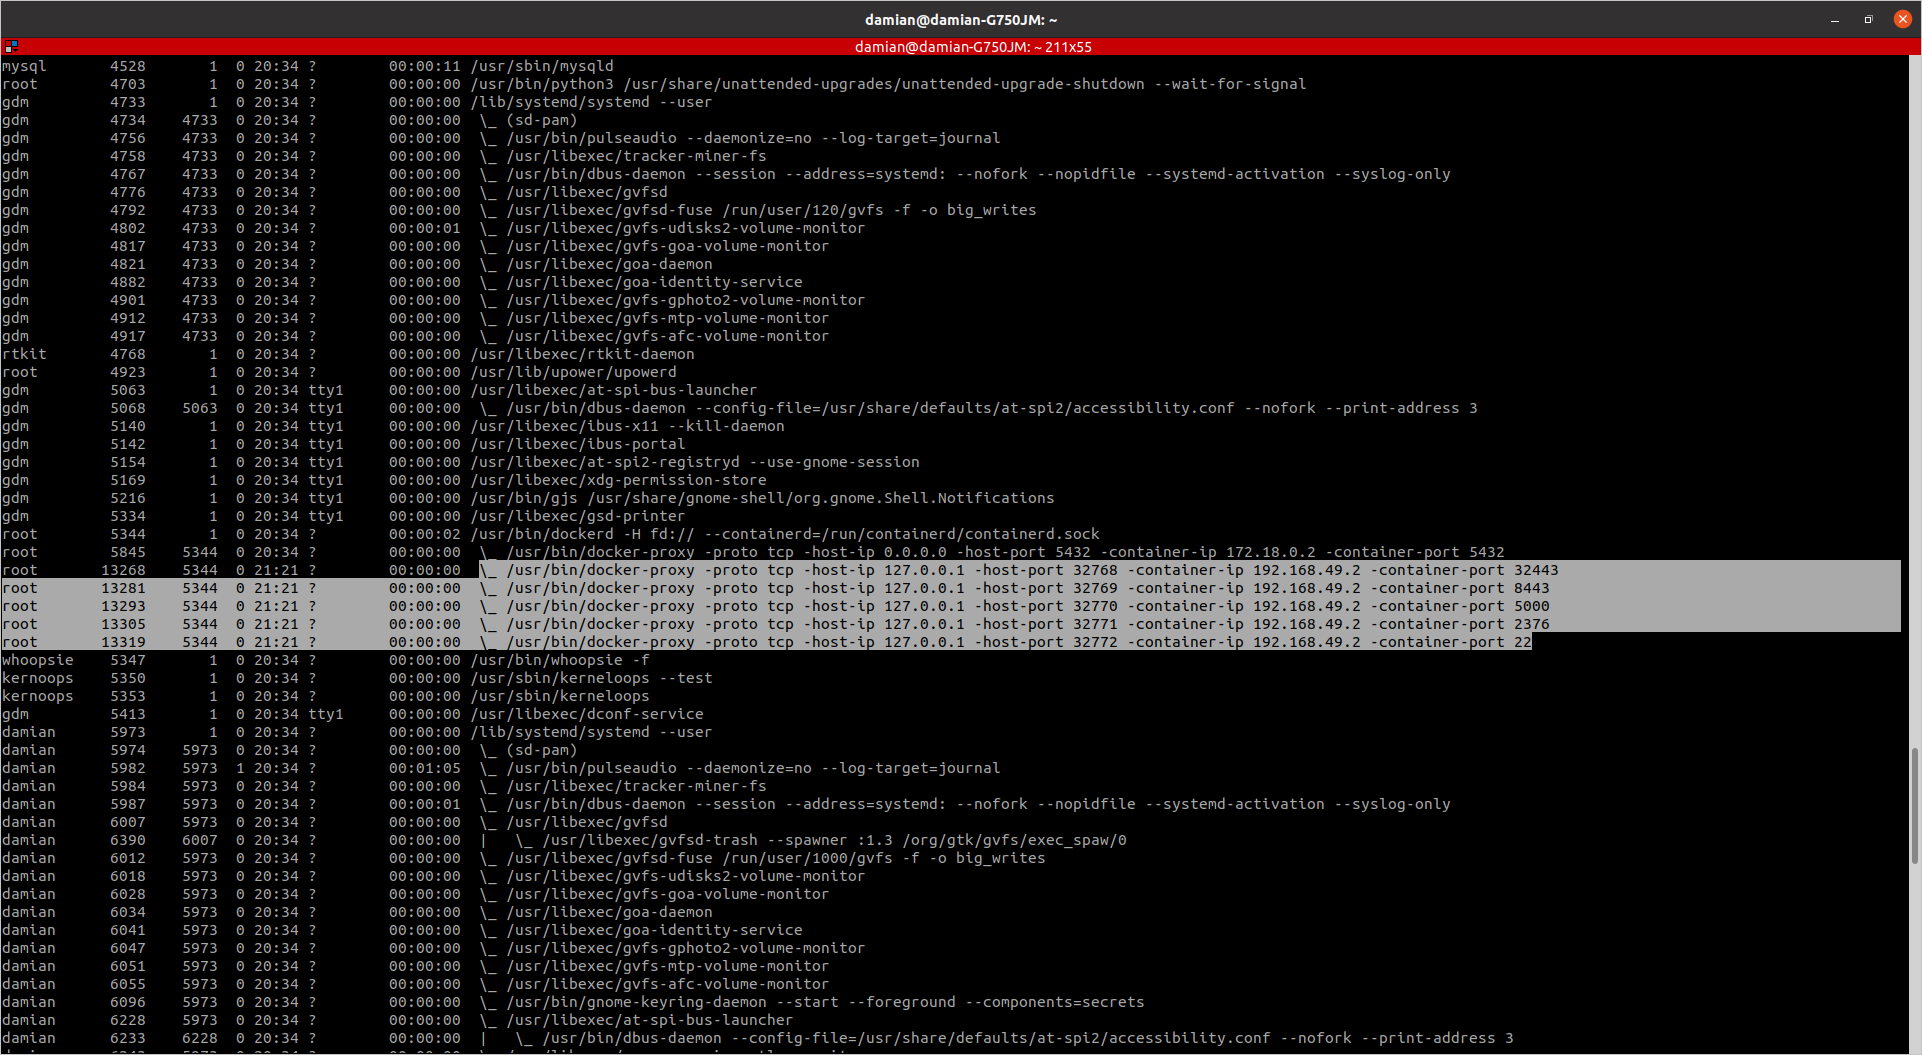 damian@damian-G750JM: ~
damian@damian-G750JM: ~ 211x55
mysql       4528       1  0 20:34 ?        00:00:11 /usr/sbin/mysqld
root        4703       1  0 20:34 ?        00:00:00 /usr/bin/python3 /usr/share/unattended-upgrades/unattended-upgrade-shutdown --wait-for-signal
gdm         4733       1  0 20:34 ?        00:00:00 /lib/systemd/systemd --user
gdm         4734    4733  0 20:34 ?        00:00:00  \_ (sd-pam)
gdm         4756    4733  0 20:34 ?        00:00:00  \_ /usr/bin/pulseaudio --daemonize=no --log-target=journal
gdm         4758    4733  0 20:34 ?        00:00:00  \_ /usr/libexec/tracker-miner-fs
gdm         4767    4733  0 20:34 ?        00:00:00  \_ /usr/bin/dbus-daemon --session --address=systemd: --nofork --nopidfile --systemd-activation --syslog-only
gdm         4776    4733  0 20:34 ?        00:00:00  \_ /usr/libexec/gvfsd
gdm         4792    4733  0 20:34 ?        00:00:00  \_ /usr/libexec/gvfsd-fuse /run/user/120/gvfs -f -o big_writes
gdm         4802    4733  0 20:34 ?        00:00:01  \_ /usr/libexec/gvfs-udisks2-volume-monitor
gdm         4817    4733  0 20:34 ?        00:00:00  \_ /usr/libexec/gvfs-goa-volume-monitor
gdm         4821    4733  0 20:34 ?        00:00:00  \_ /usr/libexec/goa-daemon
gdm         4882    4733  0 20:34 ?        00:00:00  \_ /usr/libexec/goa-identity-service
gdm         4901    4733  0 20:34 ?        00:00:00  \_ /usr/libexec/gvfs-gphoto2-volume-monitor
gdm         4912    4733  0 20:34 ?        00:00:00  \_ /usr/libexec/gvfs-mtp-volume-monitor
gdm         4917    4733  0 20:34 ?        00:00:00  \_ /usr/libexec/gvfs-afc-volume-monitor
rtkit       4768       1  0 20:34 ?        00:00:00 /usr/libexec/rtkit-daemon
root        4923       1  0 20:34 ?        00:00:00 /usr/lib/upower/upowerd
gdm         5063       1  0 20:34 tty1     00:00:00 /usr/libexec/at-spi-bus-launcher
gdm         5068    5063  0 20:34 tty1     00:00:00  \_ /usr/bin/dbus-daemon --config-file=/usr/share/defaults/at-spi2/accessibility.conf --nofork --print-address 3
gdm         5140       1  0 20:34 tty1     00:00:00 /usr/libexec/ibus-x11 --kill-daemon
gdm         5142       1  0 20:34 tty1     00:00:00 /usr/libexec/ibus-portal
gdm         5154       1  0 20:34 tty1     00:00:00 /usr/libexec/at-spi2-registryd --use-gnome-session
gdm         5169       1  0 20:34 tty1     00:00:00 /usr/libexec/xdg-permission-store
gdm         5216       1  0 20:34 tty1     00:00:00 /usr/bin/gjs /usr/share/gnome-shell/org.gnome.Shell.Notifications
gdm         5334       1  0 20:34 tty1     00:00:00 /usr/libexec/gsd-printer
root        5344       1  0 20:34 ?        00:00:02 /usr/bin/dockerd -H fd:// --containerd=/run/containerd/containerd.sock
root        5845    5344  0 20:34 ?        00:00:00  \_ /usr/bin/docker-proxy -proto tcp -host-ip 0.0.0.0 -host-port 5432 -container-ip 172.18.0.2 -container-port 5432
root       13268    5344  0 21:21 ?        00:00:00  \_ /usr/bin/docker-proxy -proto tcp -host-ip 127.0.0.1 -host-port 32768 -container-ip 192.168.49.2 -container-port 32443
root       13281    5344  0 21:21 ?        00:00:00  \_ /usr/bin/docker-proxy -proto tcp -host-ip 127.0.0.1 -host-port 32769 -container-ip 192.168.49.2 -container-port 8443
root       13293    5344  0 21:21 ?        00:00:00  \_ /usr/bin/docker-proxy -proto tcp -host-ip 127.0.0.1 -host-port 32770 -container-ip 192.168.49.2 -container-port 5000
root       13305    5344  0 21:21 ?        00:00:00  \_ /usr/bin/docker-proxy -proto tcp -host-ip 127.0.0.1 -host-port 32771 -container-ip 192.168.49.2 -container-port 2376
root       13319    5344  0 21:21 ?        00:00:00  \_ /usr/bin/docker-proxy -proto tcp -host-ip 127.0.0.1 -host-port 32772 -container-ip 192.168.49.2 -container-port 22
whoopsie    5347       1  0 20:34 ?        00:00:00 /usr/bin/whoopsie -f
kernoops    5350       1  0 20:34 ?        00:00:00 /usr/sbin/kerneloops --test
kernoops    5353       1  0 20:34 ?        00:00:00 /usr/sbin/kerneloops
gdm         5413       1  0 20:34 tty1     00:00:00 /usr/libexec/dconf-service
damian      5973       1  0 20:34 ?        00:00:00 /lib/systemd/systemd --user
damian      5974    5973  0 20:34 ?        00:00:00  \_ (sd-pam)
damian      5982    5973  1 20:34 ?        00:01:05  \_ /usr/bin/pulseaudio --daemonize=no --log-target=journal
damian      5984    5973  0 20:34 ?        00:00:00  \_ /usr/libexec/tracker-miner-fs
damian      5987    5973  0 20:34 ?        00:00:01  \_ /usr/bin/dbus-daemon --session --address=systemd: --nofork --nopidfile --systemd-activation --syslog-only
damian      6007    5973  0 20:34 ?        00:00:00  \_ /usr/libexec/gvfsd
damian      6390    6007  0 20:34 ?        00:00:00  |   \_ /usr/libexec/gvfsd-trash --spawner :1.3 /org/gtk/gvfs/exec_spaw/0
damian      6012    5973  0 20:34 ?        00:00:00  \_ /usr/libexec/gvfsd-fuse /run/user/1000/gvfs -f -o big_writes
damian      6018    5973  0 20:34 ?        00:00:00  \_ /usr/libexec/gvfs-udisks2-volume-monitor
damian      6028    5973  0 20:34 ?        00:00:00  \_ /usr/libexec/gvfs-goa-volume-monitor
damian      6034    5973  0 20:34 ?        00:00:00  \_ /usr/libexec/goa-daemon
damian      6041    5973  0 20:34 ?        00:00:00  \_ /usr/libexec/goa-identity-service
damian      6047    5973  0 20:34 ?        00:00:00  \_ /usr/libexec/gvfs-gphoto2-volume-monitor
damian      6051    5973  0 20:34 ?        00:00:00  \_ /usr/libexec/gvfs-mtp-volume-monitor
damian      6055    5973  0 20:34 ?        00:00:00  \_ /usr/libexec/gvfs-afc-volume-monitor
damian      6096    5973  0 20:34 ?        00:00:00  \_ /usr/bin/gnome-keyring-daemon --start --foreground --components=secrets
damian      6228    5973  0 20:34 ?        00:00:00  \_ /usr/libexec/at-spi-bus-launcher
damian      6233    6228  0 20:34 ?        00:00:00  |   \_ /usr/bin/dbus-daemon --config-file=/usr/share/defaults/at-spi2/accessibility.conf --nofork --print-address 3